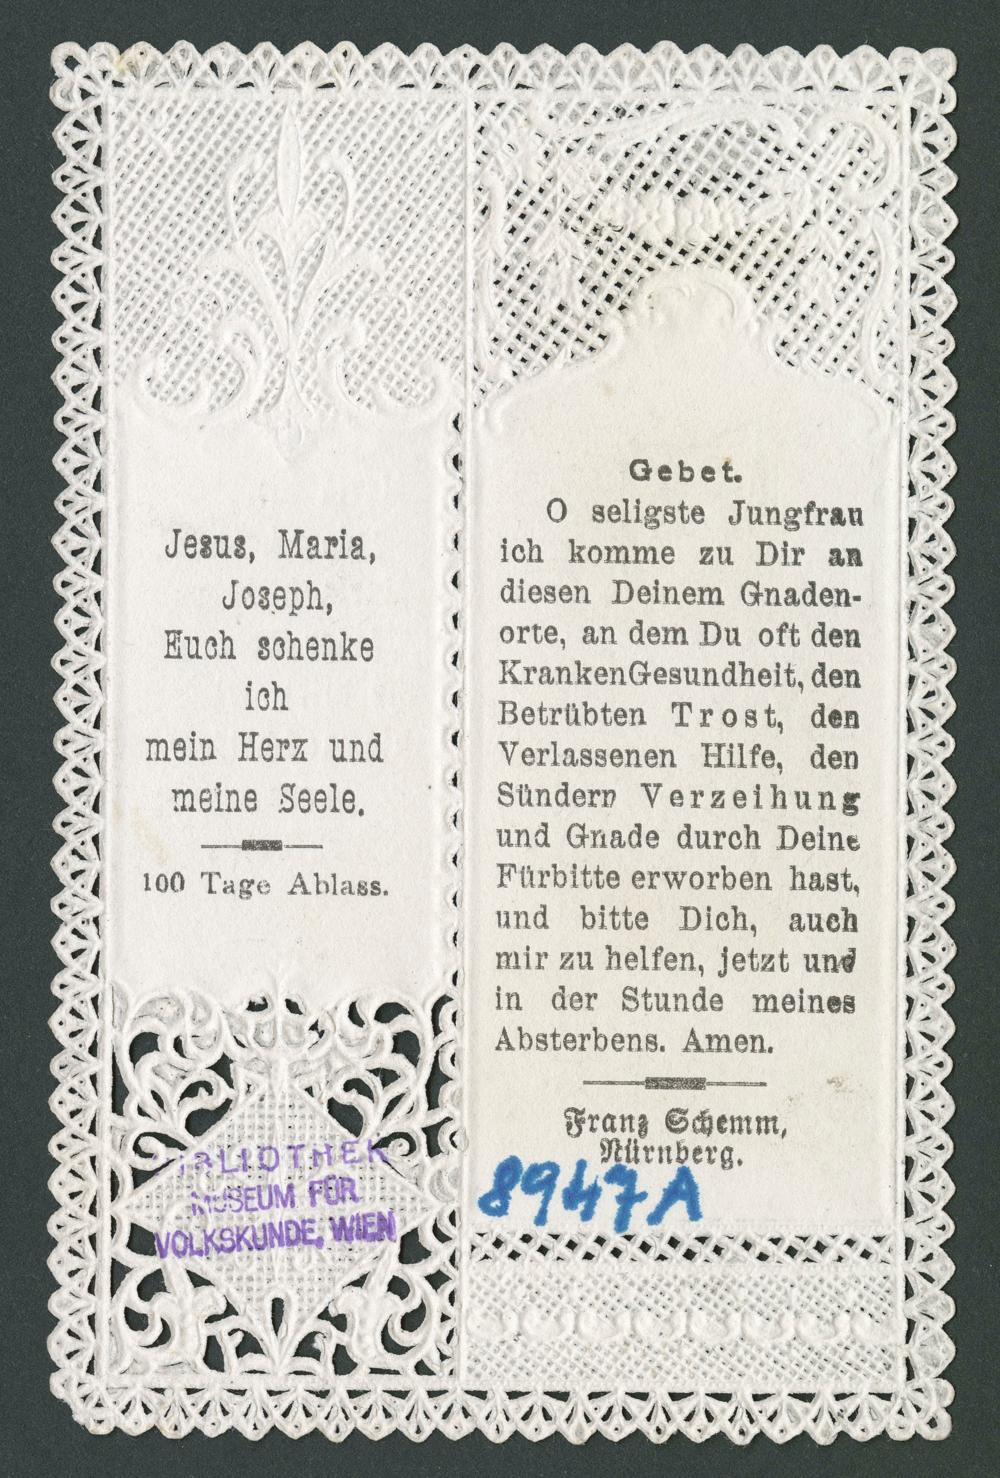 Jesus, Maria,
Joseph,
Euch schenke
ich
mein Herz und
meine Seele.
100 Tage Ablass.
BIBLIOTHEK
MUSEUM FÜR
VOLKSKUNDE, WIEN
Gebet.
O seligste Jungfrau
ich komme zu Dir an
diesen Deinem Gnaden-
orte, an dem Du oft den
Kranken Gesundheit, den
Betrübten Trost, den
Verlassenen Hilfe, den
Sündern Verzeihung
und Gnade durch Deine
Fürbitte erworben hast,
und bitte Dich, auch
mir zu helfen, jetzt und
in der Stunde meines
Absterbens. Amen.
Franz Schemm,
Nürnberg.
8947A